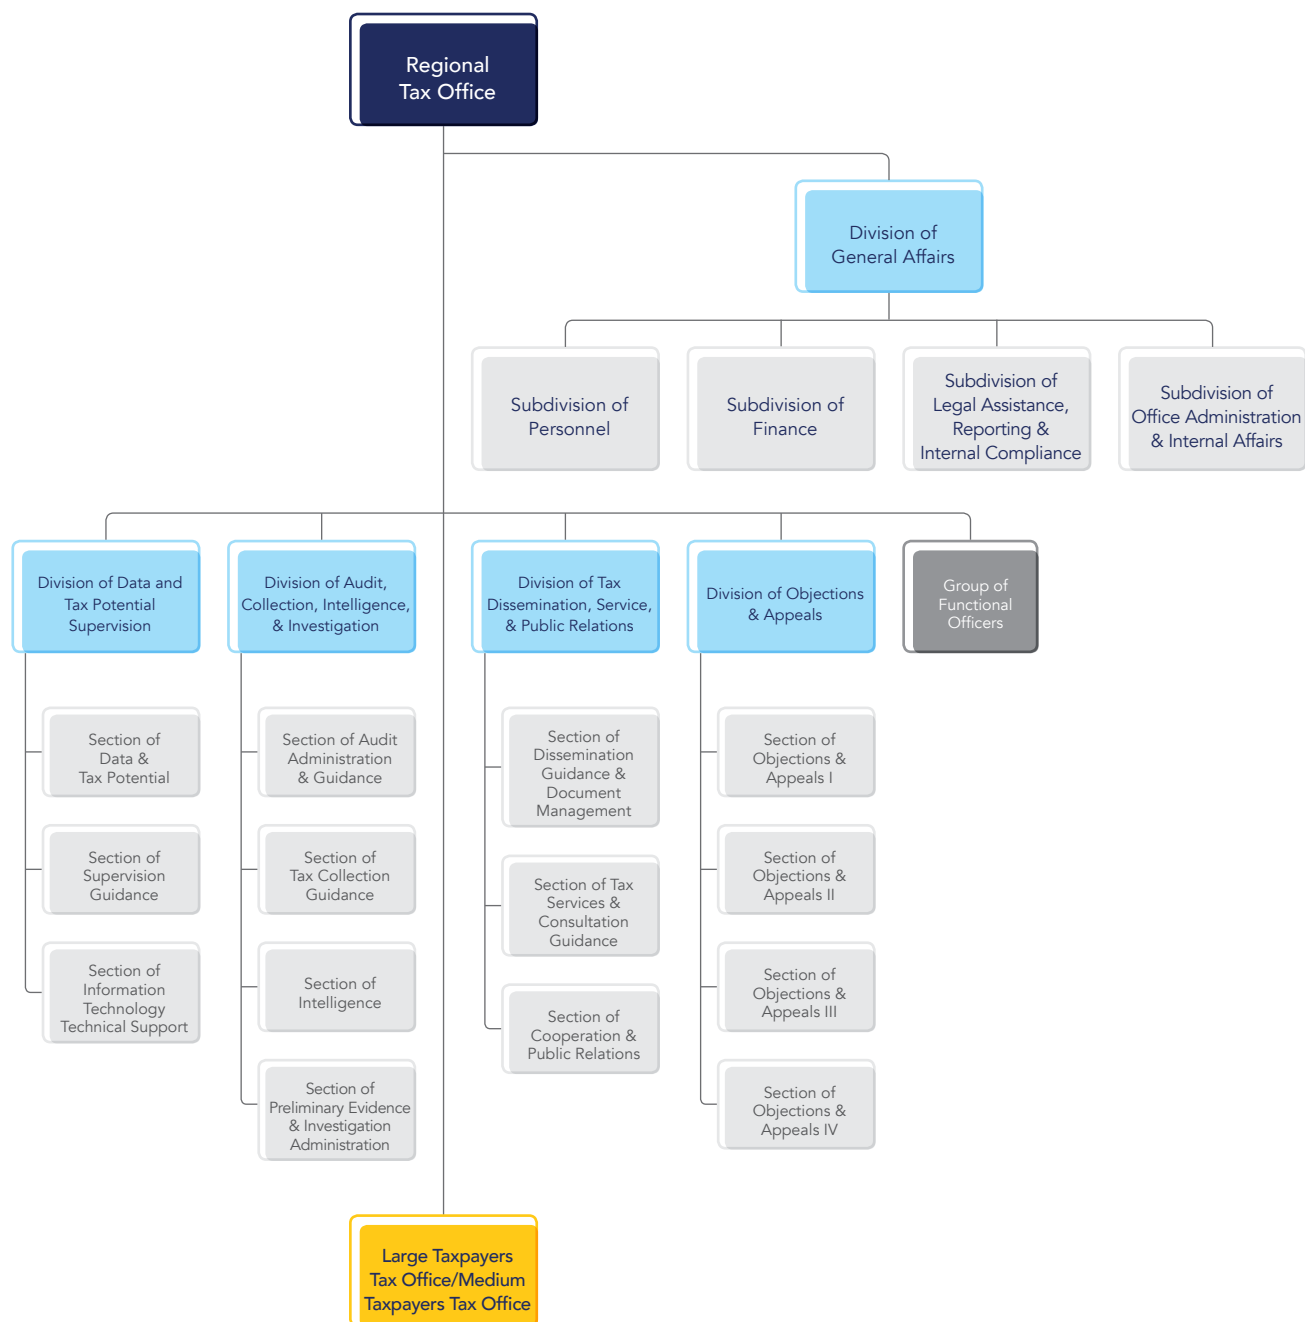 Regional
Tax Office
Division of
General Affairs
Subdivision of
Personnel
Subdivision of
Finance
Subdivision of
Legal Assistance,
Reporting &
Internal Compliance
Subdivision of
Office Administration
& Internal Affairs
Division of Data and
Tax Potential
Supervision
Division of Audit,
Collection, Intelligence,
& Investigation
Division of Tax
Dissemination, Service,
& Public Relations
Division of Objections
& Appeals
Group of
Functional
Officers
Section of
Data &
Tax Potential
Section of
Supervision
Guidance
Section of
Information
Technology
Technical Support
Section of Audit
Administration
& Guidance
Section of
Tax Collection
Guidance
Section of
Intelligence
Section of
Preliminary Evidence
& Investigation
Administration
Section of
Dissemination
Guidance &
Document
Management
Section of Tax
Services &
Consultation
Guidance
Section of
Cooperation &
Public Relations
Section of
Objections &
Appeals I
Section of
Objections &
Appeals II
Section of
Objections &
Appeals III
Section of
Objections &
Appeals IV
Large Taxpayers
Tax Office/Medium
Taxpayers Tax Office